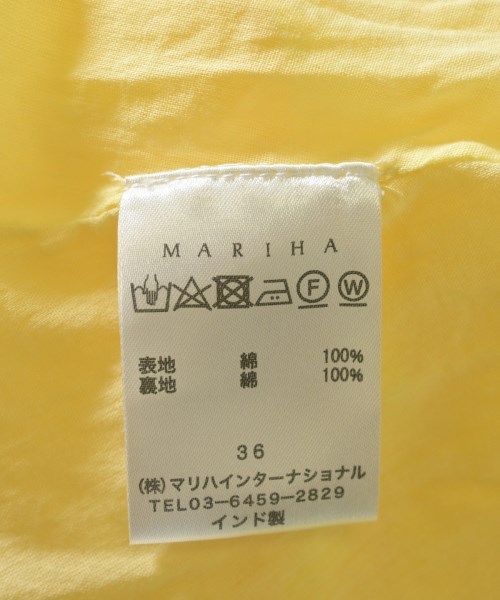 MARIHA
F W
表地 綿 100%
裏地 綿 100%
36
(株)マリハインターナショナル
TEL03-6459-2829
インド製